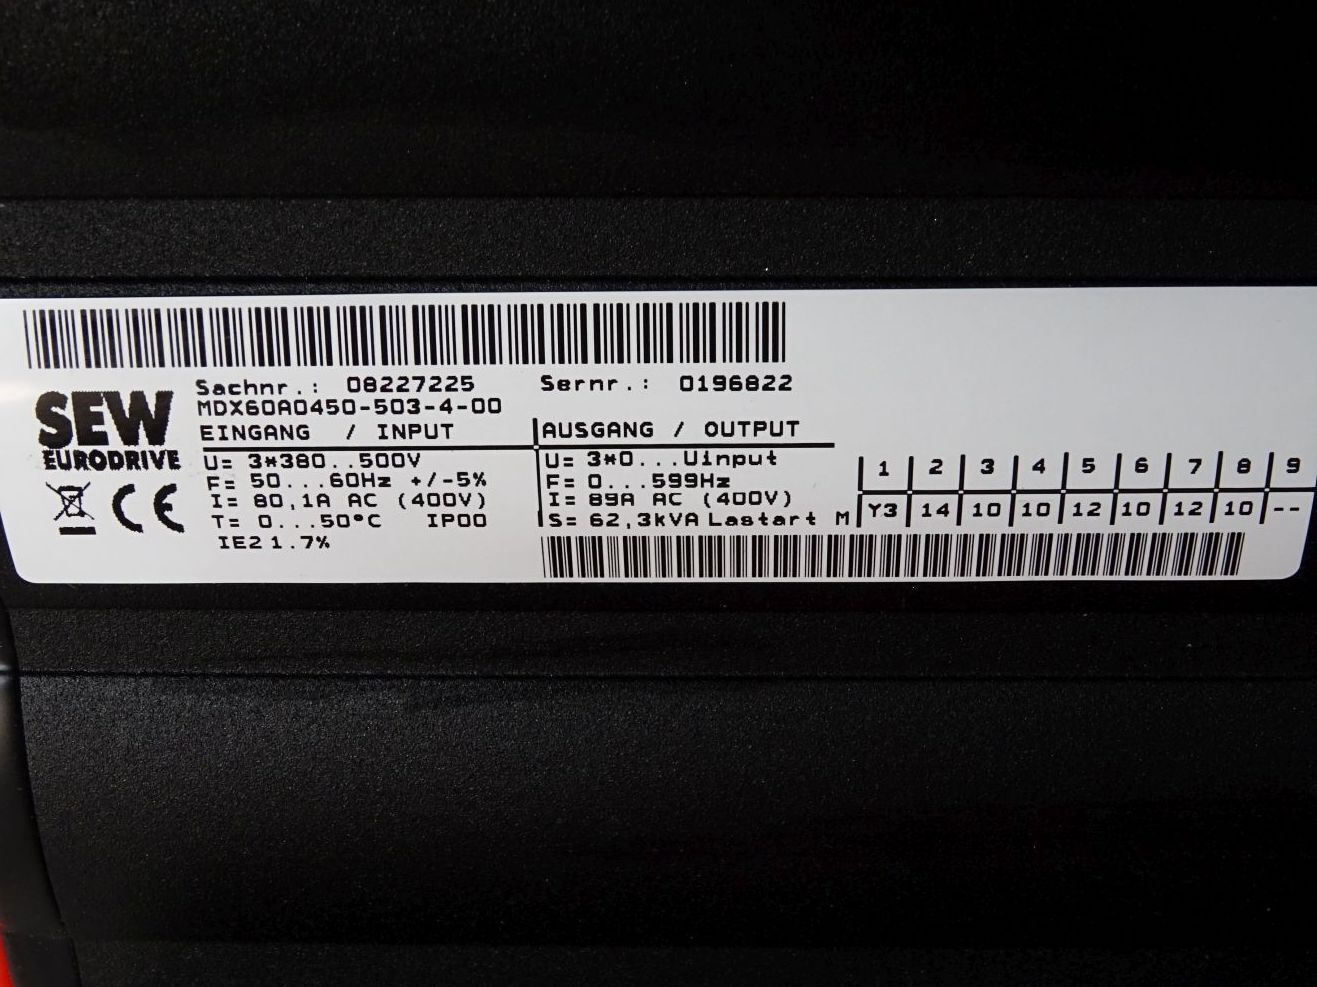 Sachnr.: 08227225 Sernr.: 0196822
MDX60A0450-503-4-00
SEW
EURODRIVE
CE
EINGANG / INPUT
U= 3*380..500V
F= 50...60Hz +/-5%
I= 80,1A AC (400V)
T= 0...50°C IP00
IE2 1.7%
AUSGANG / OUTPUT
U= 3*0...Uinput
F= 0...599Hz
I= 89A AC (400V)
S= 62,3kVA Lastart M
1 2 3 4 5 6 7 8 9
Y3 14 10 10 12 10 12 10 --